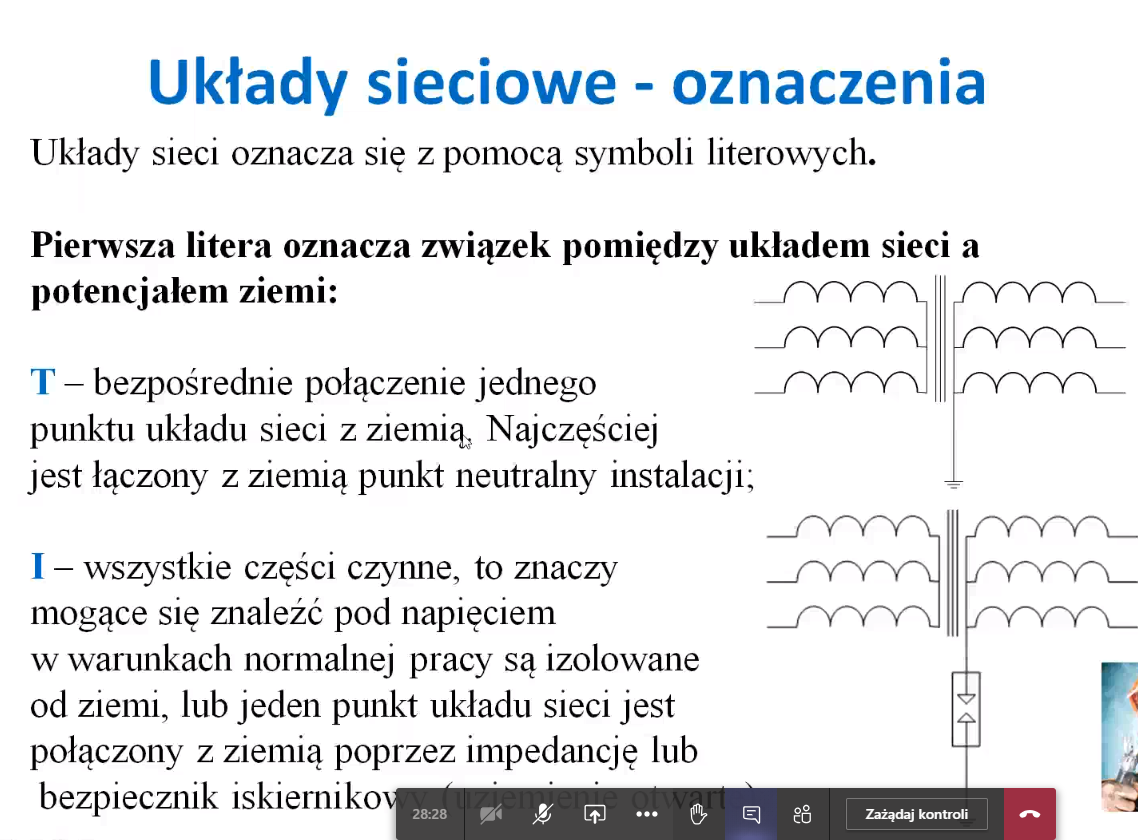 Układy sieciowe - oznaczenia
Układy sieci oznacza się z pomocą symboli literowych.
Pierwsza litera oznacza związek pomiędzy układem sieci a
potencjałem ziemi:
T – bezpośrednie połączenie jednego
punktu układu sieci z ziemią. Najczęściej
jest łączony z ziemią punkt neutralny instalacji;
I – wszystkie części czynne, to znaczy
mogące się znaleźć pod napięciem
w warunkach normalnej pracy są izolowane
od ziemi, lub jeden punkt układu sieci jest
połączony z ziemią poprzez impedancję lub
bezpiecznik iskiernikowy (uziemienie otwarte)
28:28
Zażądaj kontroli